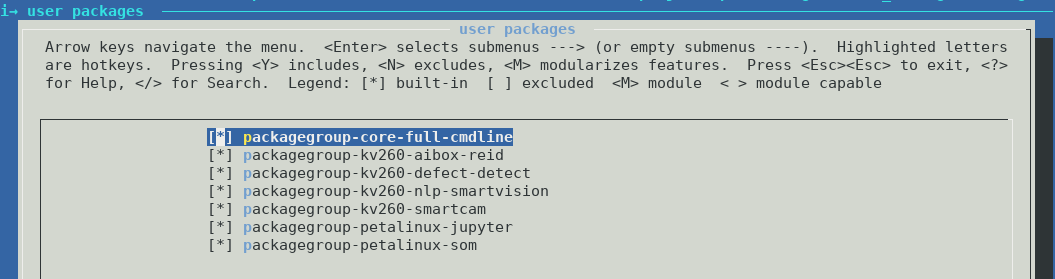 i→ user packages
user packages
Arrow keys navigate the menu.  <Enter> selects submenus ---> (or empty submenus ----).  Highlighted letters
are hotkeys.  Pressing <Y> includes, <N> excludes, <M> modularizes features.  Press <Esc><Esc> to exit, <?>
for Help, </> for Search.  Legend: [*] built-in  [ ] excluded  <M> module  < > module capable
[*] packagegroup-core-full-cmdline
[*] packagegroup-kv260-aibox-reid
[*] packagegroup-kv260-defect-detect
[*] packagegroup-kv260-nlp-smartvision
[*] packagegroup-kv260-smartcam
[*] packagegroup-petalinux-jupyter
[*] packagegroup-petalinux-som